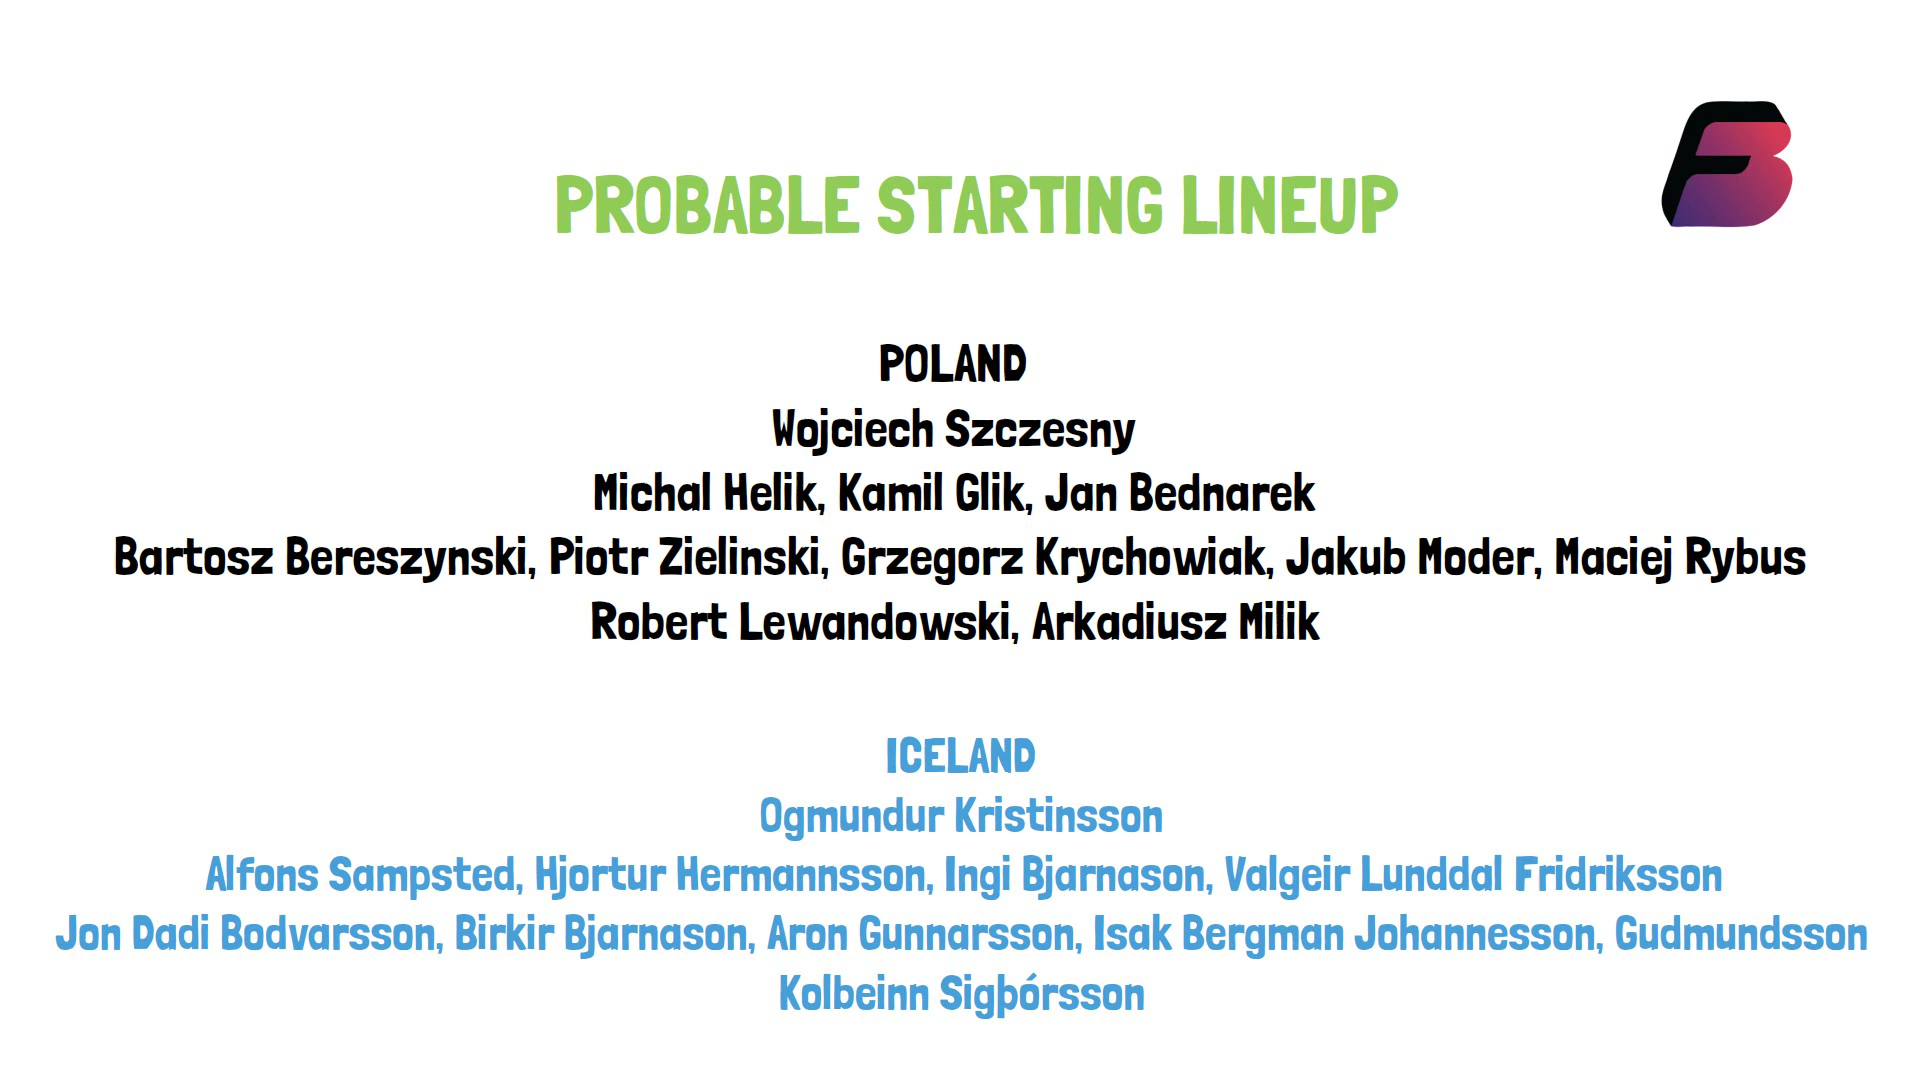 PROBABLE STARTING LINEUP
POLAND
Wojciech Szczesny
Michal Helik, Kamil Glik, Jan Bednarek
Bartosz Bereszynski, Piotr Zielinski, Grzegorz Krychowiak, Jakub Moder, Maciej Rybus
Robert Lewandowski, Arkadiusz Milik
ICELAND
Ogmundur Kristinsson
Alfons Sampsted, Hjortur Hermannsson, Ingi Bjarnason, Valgeir Lunddal Fridriksson
Jon Dadi Bodvarsson, Birkir Bjarnason, Aron Gunnarsson, Isak Bergman Johannesson, Gudmundsson
Kolbeinn Sigþórsson